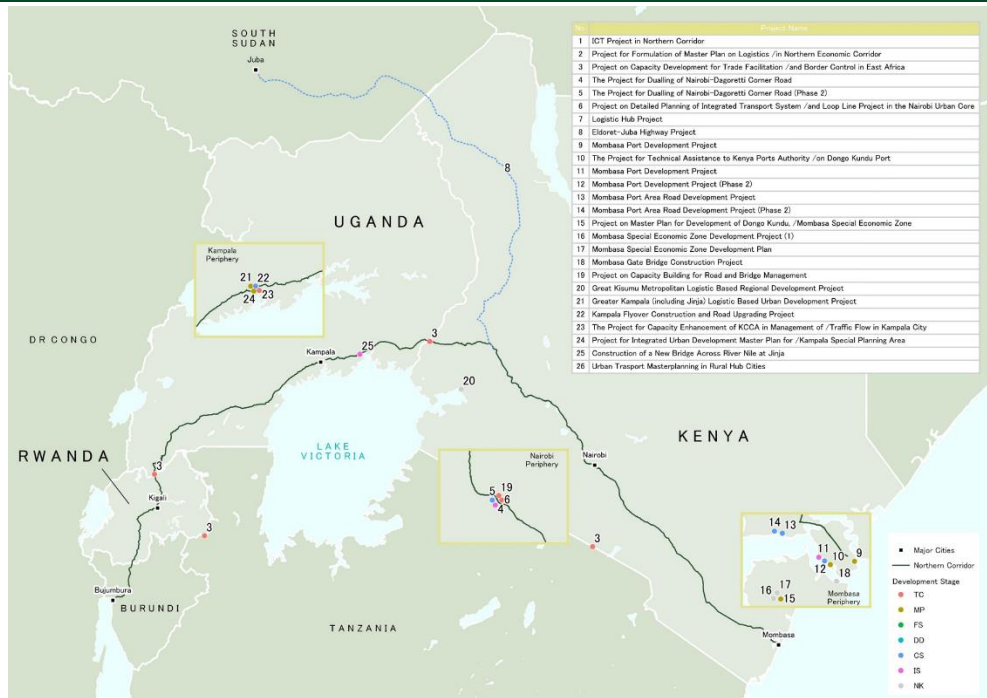 SOUTH
SUDAN
Juba
8
UGANDA
Kampala
Periphery
21
22
24
23
DR CONGO
Kampala
25
3
20
KENYA
LAKE
VICTORIA
RWANDA
3
Kigali
3
Bujumbura
BURUNDI
TANZANIA
Nairobi
Periphery
5
19
6
4
Nairobi
3
14
13
11
10
9
12
18
17
16
15
Mombasa
Periphery
Mombasa
No.
Project Name
1 ICT Project in Northern Corridor
2 Project for Formulation of Master Plan on Logistics /in Northern Economic Corridor
3 Project on Capacity Development for Trade Facilitation /and Border Control in East Africa
4 The Project for Dualling of Nairobi-Dagoretti Corner Road
5 The Project for Dualling of Nairobi-Dagoretti Corner Road (Phase 2)
6 Project on Detailed Planning of Integrated Transport System /and Loop Line Project in the Nairobi Urban Core
7 Logistic Hub Project
8 Eldoret-Juba Highway Project
9 Mombasa Port Development Project
10 The Project for Technical Assistance to Kenya Ports Authority /on Dongo Kundu Port
11 Mombasa Port Development Project
12 Mombasa Port Development Project (Phase 2)
13 Mombasa Port Area Road Development Project
14 Mombasa Port Area Road Development Project (Phase 2)
15 Project on Master Plan for Development of Dongo Kundu, /Mombasa Special Economic Zone
16 Mombasa Special Economic Zone Development Project (1)
17 Mombasa Special Economic Zone Development Plan
18 Mombasa Gate Bridge Construction Project
19 Project on Capacity Building for Road and Bridge Management
20 Great Kisumu Metropolitan Logistic Based Regional Development Project
21 Greater Kampala (including Jinja) Logistic Based Urban Development Project
22 Kampala Flyover Construction and Road Upgrading Project
23 The Project for Capacity Enhancement of KCCA in Management of /Traffic Flow in Kampala City
24 Project for Integrated Urban Development Master Plan for /Kampala Special Planning Area
25 Construction of a New Bridge Across River Nile at Jinja
26 Urban Trasport Masterplanning in Rural Hub Cities
Major Cities
Northern Corridor
Development Stage
TC
MP
FS
DD
CS
IS
NK